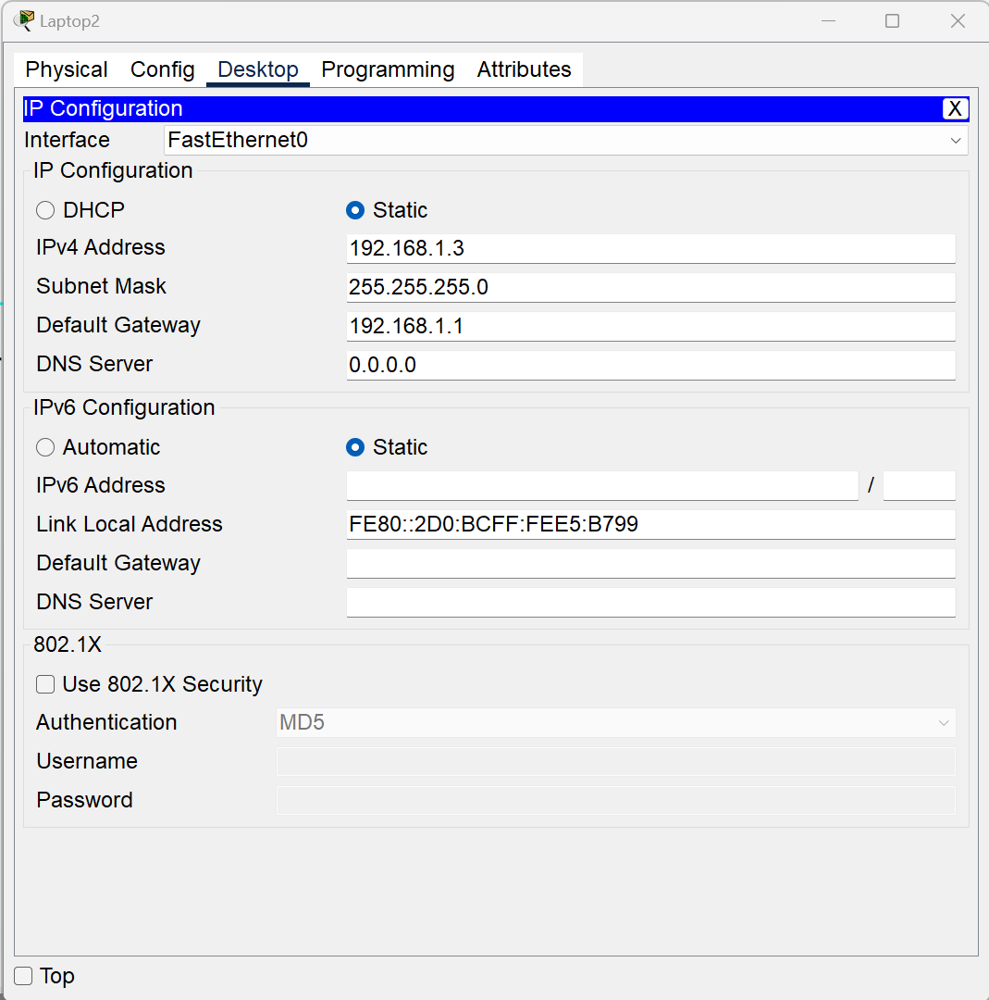 Laptop2
Physical Config Desktop Programming Attributes
IP Configuration X
Interface FastEthernet0
IP Configuration
DHCP Static
IPv4 Address 192.168.1.3
Subnet Mask 255.255.255.0
Default Gateway 192.168.1.1
DNS Server 0.0.0.0
IPv6 Configuration
Automatic Static
IPv6 Address /
Link Local Address FE80::2D0:BCFF:FEE5:B799
Default Gateway
DNS Server
802.1X
Use 802.1X Security
Authentication MD5
Username
Password
Top